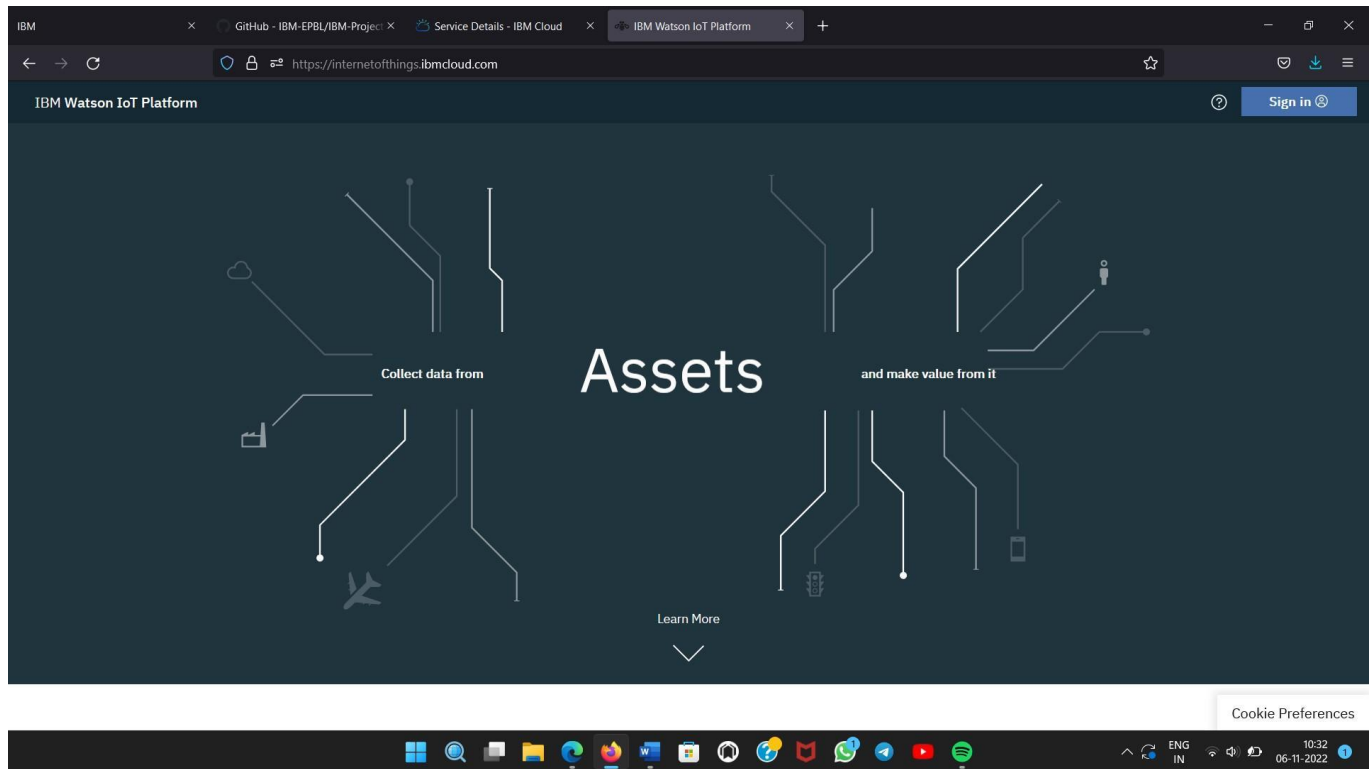 IBM
GitHub - IBM-EPBL/IBM-Project
Service Details - IBM Cloud
IBM Watson IoT Platform
https://internetofthings.ibmcloud.com
IBM Watson IoT Platform
Sign in
Collect data from
Assets
and make value from it
Learn More
Cookie Preferences
ENG
IN
10:32
06-11-2022
1
1